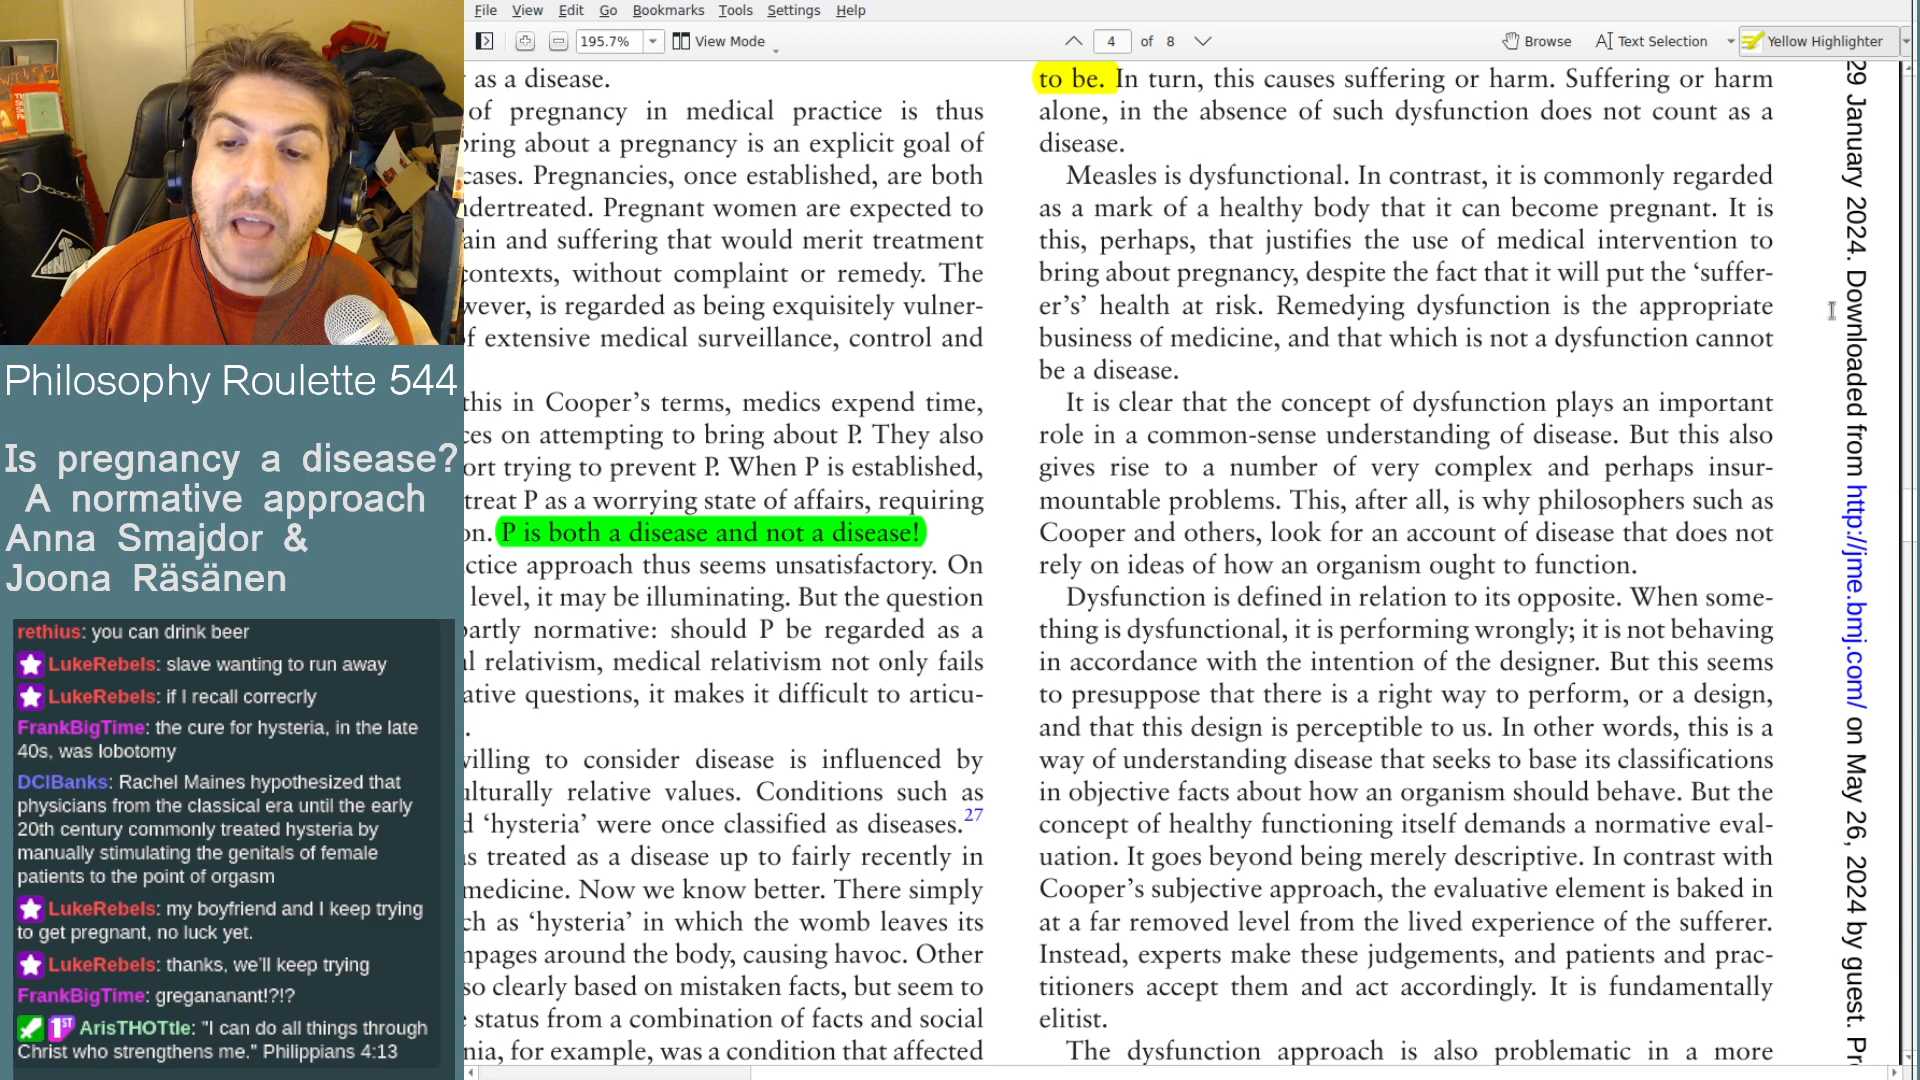 File View Edit Go Bookmarks Tools Settings Help
195.7% View Mode 4 of 8 Browse Text Selection Yellow Highlighter
Philosophy Roulette 544
Is pregnancy a disease?
A normative approach
Anna Smajdor &
Joona Räsänen
rethius: you can drink beer
LukeRebels: slave wanting to run away
LukeRebels: if I recall correcrly
FrankBigTime: the cure for hysteria, in the late
40s, was lobotomy
DCIBanks: Rachel Maines hypothesized that
physicians from the classical era until the early
20th century commonly treated hysteria by
manually stimulating the genitals of female
patients to the point of orgasm
LukeRebels: my boyfriend and I keep trying
to get pregnant, no luck yet.
LukeRebels: thanks, we'll keep trying
FrankBigTime: gregananant!?!?
1ST ArisTHOTtle: "I can do all things through
Christ who strengthens me." Philippians 4:13
as a disease.
of pregnancy in medical practice is thus
bring about a pregnancy is an explicit goal of
cases. Pregnancies, once established, are both
ndertreated. Pregnant women are expected to
ain and suffering that would merit treatment
contexts, without complaint or remedy. The
wever, is regarded as being exquisitely vulner-
f extensive medical surveillance, control and
this in Cooper's terms, medics expend time,
ces on attempting to bring about P. They also
ort trying to prevent P. When P is established,
treat P as a worrying state of affairs, requiring
on. P is both a disease and not a disease!
ctice approach thus seems unsatisfactory. On
level, it may be illuminating. But the question
partly normative: should P be regarded as a
l relativism, medical relativism not only fails
ative questions, it makes it difficult to articu-
.
willing to consider disease is influenced by
ulturally relative values. Conditions such as
d 'hysteria' were once classified as diseases.27
s treated as a disease up to fairly recently in
medicine. Now we know better. There simply
ch as 'hysteria' in which the womb leaves its
mpages around the body, causing havoc. Other
so clearly based on mistaken facts, but seem to
status from a combination of facts and social
nia, for example, was a condition that affected
to be. In turn, this causes suffering or harm. Suffering or harm
alone, in the absence of such dysfunction does not count as a
disease.
Measles is dysfunctional. In contrast, it is commonly regarded
as a mark of a healthy body that it can become pregnant. It is
this, perhaps, that justifies the use of medical intervention to
bring about pregnancy, despite the fact that it will put the 'suffer-
er's' health at risk. Remedying dysfunction is the appropriate
business of medicine, and that which is not a dysfunction cannot
be a disease.
It is clear that the concept of dysfunction plays an important
role in a common-sense understanding of disease. But this also
gives rise to a number of very complex and perhaps insur-
mountable problems. This, after all, is why philosophers such as
Cooper and others, look for an account of disease that does not
rely on ideas of how an organism ought to function.
Dysfunction is defined in relation to its opposite. When some-
thing is dysfunctional, it is performing wrongly; it is not behaving
in accordance with the intention of the designer. But this seems
to presuppose that there is a right way to perform, or a design,
and that this design is perceptible to us. In other words, this is a
way of understanding disease that seeks to base its classifications
in objective facts about how an organism should behave. But the
concept of healthy functioning itself demands a normative eval-
uation. It goes beyond being merely descriptive. In contrast with
Cooper's subjective approach, the evaluative element is baked in
at a far removed level from the lived experience of the sufferer.
Instead, experts make these judgements, and patients and prac-
titioners accept them and act accordingly. It is fundamentally
elitist.
The dysfunction approach is also problematic in a more
29 January 2024. Downloaded from http://jme.bmj.com/ on May 26, 2024 by guest. Pr